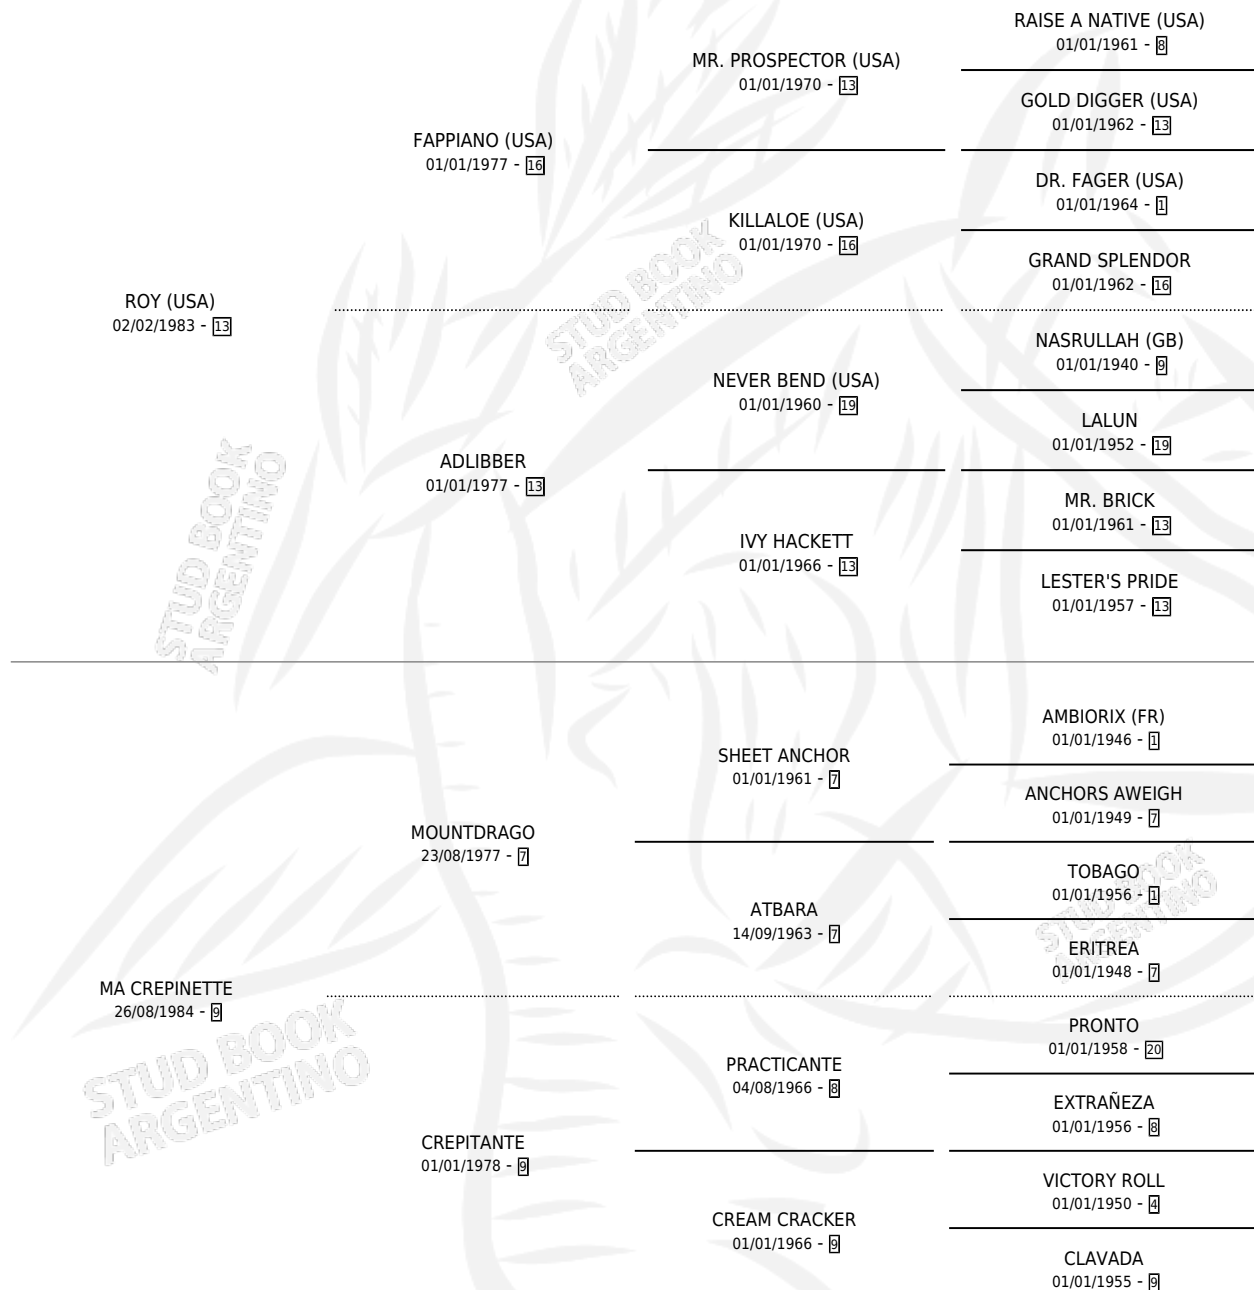 RAISE A NATIVE (USA)
01/01/1961 - 8
MR. PROSPECTOR (USA)
01/01/1970 - 13
GOLD DIGGER (USA)
01/01/1962 - 13
FAPPIANO (USA)
01/01/1977 - 16
DR. FAGER (USA)
01/01/1964 - 1
KILLALOE (USA)
01/01/1970 - 16
GRAND SPLENDOR
01/01/1962 - 16
ROY (USA)
02/02/1983 - 13
STUD BOOK
ARGENTINO
NASRULLAH (GB)
01/01/1940 - 9
NEVER BEND (USA)
01/01/1960 - 19
LALUN
01/01/1952 - 19
ADLIBBER
01/01/1977 - 13
MR. BRICK
01/01/1961 - 13
IVY HACKETT
01/01/1966 - 13
LESTER'S PRIDE
01/01/1957 - 13
STUD BOOK
ARGENTINO
AMBIORIX (FR)
01/01/1946 - 1
SHEET ANCHOR
01/01/1961 - 7
ANCHORS AWEIGH
01/01/1949 - 7
MOUNTDRAGO
23/08/1977 - 7
TOBAGO
01/01/1956 - 1
ATBARA
14/09/1963 - 7
ERITREA
01/01/1948 - 7
STUD BOOK
ARGENTINO
MA CREPINETTE
26/08/1984 - 9
PRONTO
01/01/1958 - 20
PRACTICANTE
04/08/1966 - 8
EXTRAÑEZA
01/01/1956 - 8
STUD BOOK
ARGENTINO
CREPITANTE
01/01/1978 - 9
VICTORY ROLL
01/01/1950 - 4
CREAM CRACKER
01/01/1966 - 9
CLAVADA
01/01/1955 - 9